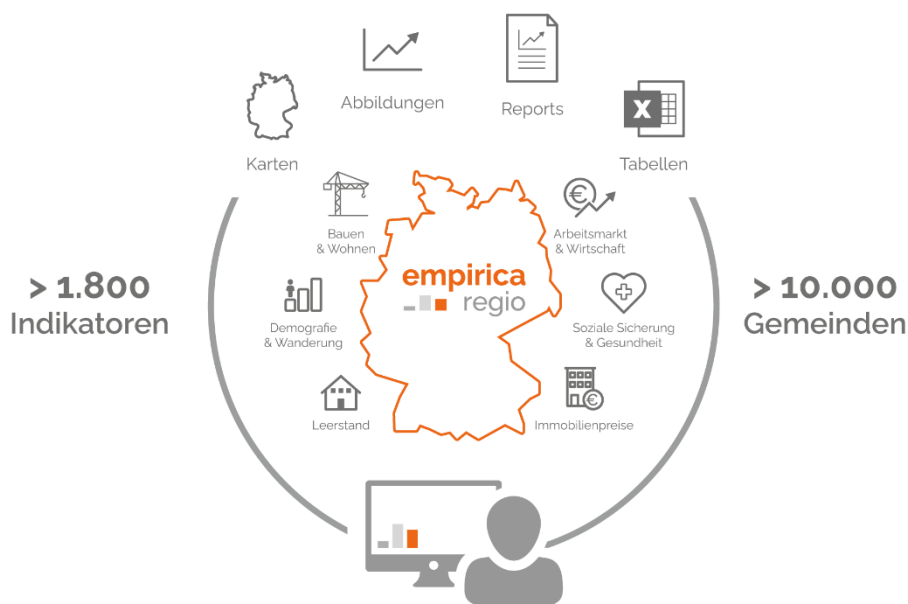 Abbildungen
Reports
Karten
Tabellen
Bauen
& Wohnen
Arbeitsmarkt
& Wirtschaft
empirica
regio
> 1.800
Indikatoren
> 10.000
Gemeinden
Demografie
& Wanderung
Soziale Sicherung
& Gesundheit
Leerstand
Immobilienpreise